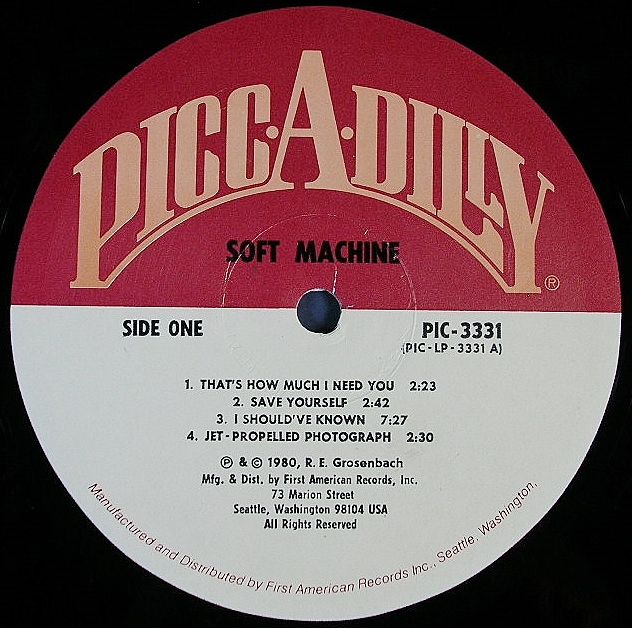 PICC·A·DILLY
®
SOFT MACHINE
SIDE ONE
PIC-3331
(PIC-LP-3331 A)
1. THAT'S HOW MUCH I NEED YOU 2:23
2. SAVE YOURSELF 2:42
3. I SHOULD'VE KNOWN 7:27
4. JET-PROPELLED PHOTOGRAPH 2:30
℗ & © 1980, R. E. Grosenbach
Mfg. & Dist. by First American Records, Inc.
73 Marion Street
Seattle, Washington 98104 USA
All Rights Reserved
Manufactured and Distributed by First American Records Inc., Seattle, Washington,